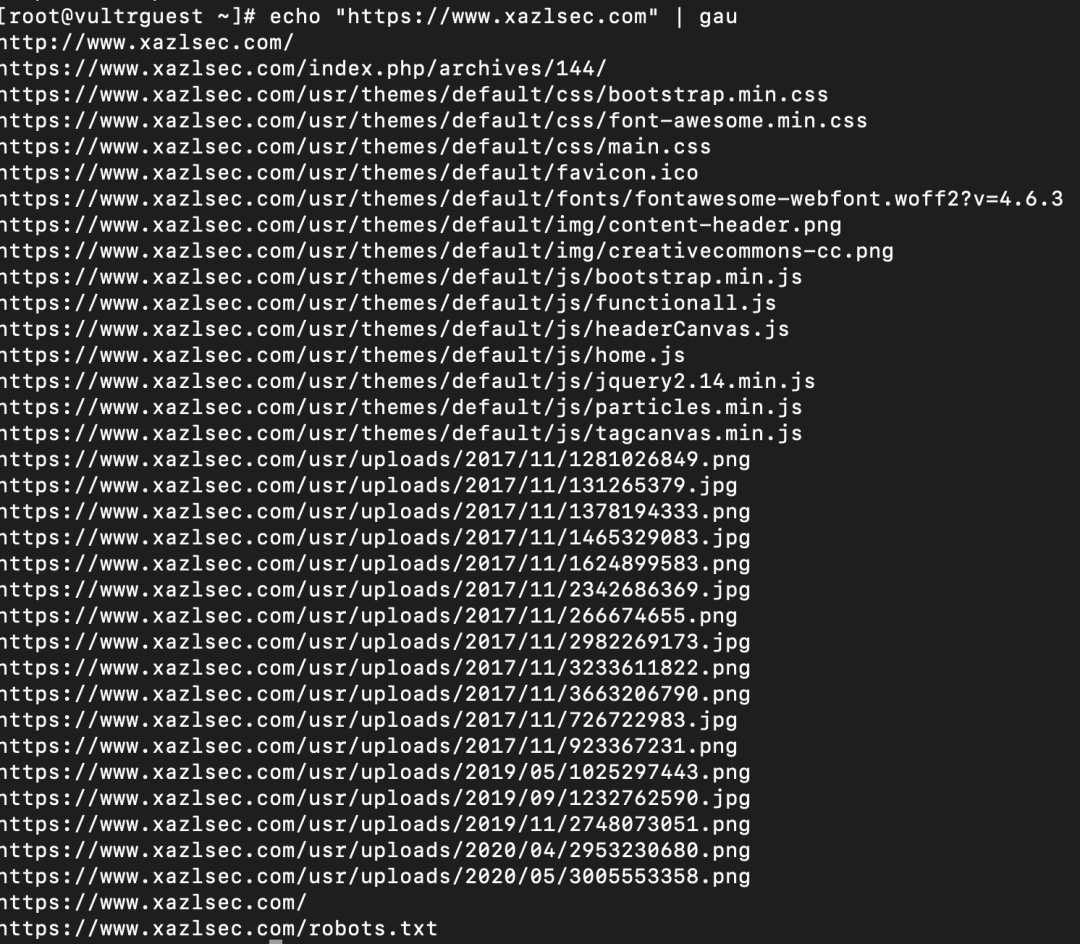 [root@vultrguest ~]# echo "https://www.xazlsec.com" | gau
http://www.xazlsec.com/
https://www.xazlsec.com/index.php/archives/144/
https://www.xazlsec.com/usr/themes/default/css/bootstrap.min.css
https://www.xazlsec.com/usr/themes/default/css/font-awesome.min.css
https://www.xazlsec.com/usr/themes/default/css/main.css
https://www.xazlsec.com/usr/themes/default/favicon.ico
https://www.xazlsec.com/usr/themes/default/fonts/fontawesome-webfont.woff2?v=4.6.3
https://www.xazlsec.com/usr/themes/default/img/content-header.png
https://www.xazlsec.com/usr/themes/default/img/creativecommons-cc.png
https://www.xazlsec.com/usr/themes/default/js/bootstrap.min.js
https://www.xazlsec.com/usr/themes/default/js/functionall.js
https://www.xazlsec.com/usr/themes/default/js/headerCanvas.js
https://www.xazlsec.com/usr/themes/default/js/home.js
https://www.xazlsec.com/usr/themes/default/js/jquery2.14.min.js
https://www.xazlsec.com/usr/themes/default/js/particles.min.js
https://www.xazlsec.com/usr/themes/default/js/tagcanvas.min.js
https://www.xazlsec.com/usr/uploads/2017/11/1281026849.png
https://www.xazlsec.com/usr/uploads/2017/11/131265379.jpg
https://www.xazlsec.com/usr/uploads/2017/11/1378194333.png
https://www.xazlsec.com/usr/uploads/2017/11/1465329083.jpg
https://www.xazlsec.com/usr/uploads/2017/11/1624899583.png
https://www.xazlsec.com/usr/uploads/2017/11/2342686369.jpg
https://www.xazlsec.com/usr/uploads/2017/11/266674655.png
https://www.xazlsec.com/usr/uploads/2017/11/2982269173.jpg
https://www.xazlsec.com/usr/uploads/2017/11/3233611822.png
https://www.xazlsec.com/usr/uploads/2017/11/3663206790.png
https://www.xazlsec.com/usr/uploads/2017/11/726722983.jpg
https://www.xazlsec.com/usr/uploads/2017/11/923367231.png
https://www.xazlsec.com/usr/uploads/2019/05/1025297443.png
https://www.xazlsec.com/usr/uploads/2019/09/1232762590.jpg
https://www.xazlsec.com/usr/uploads/2019/11/2748073051.png
https://www.xazlsec.com/usr/uploads/2020/04/2953230680.png
https://www.xazlsec.com/usr/uploads/2020/05/3005553358.png
https://www.xazlsec.com/
https://www.xazlsec.com/robots.txt